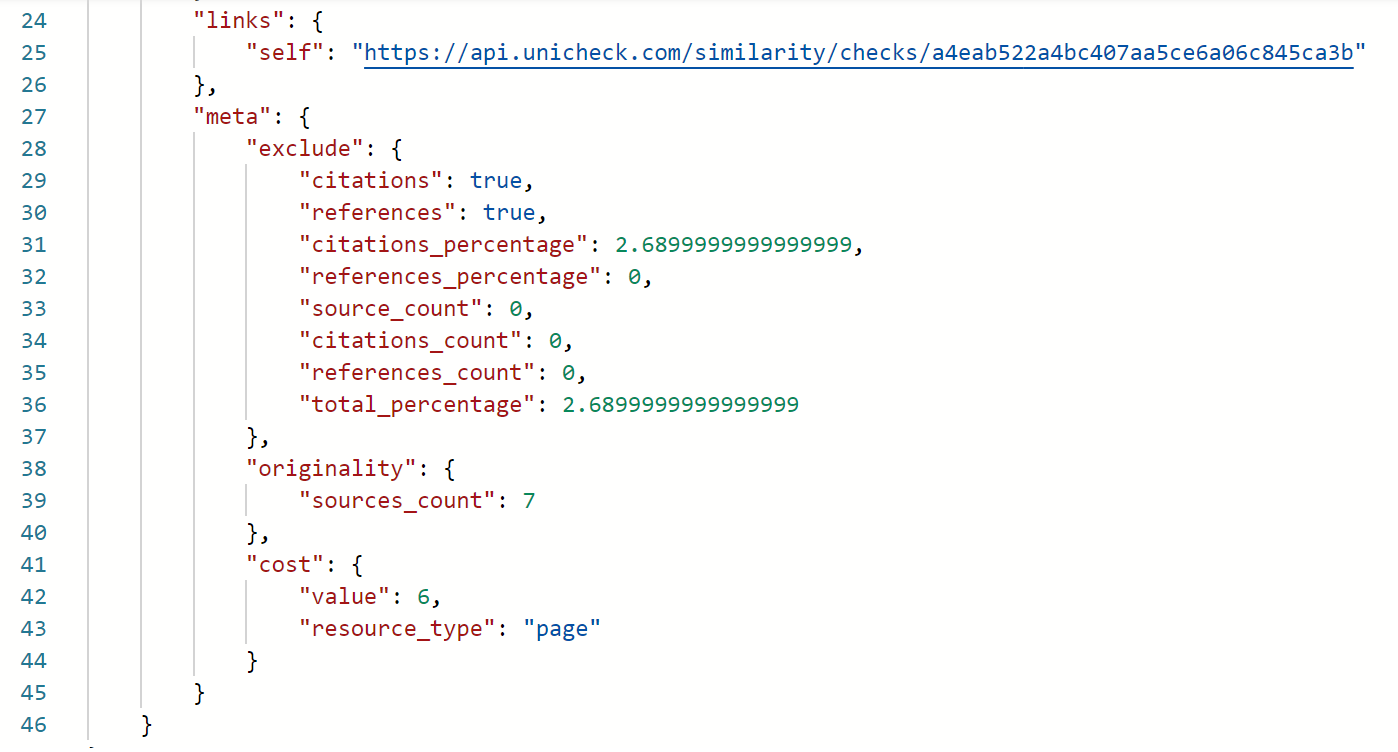 24 "links": {
25 "self": "https://api.unicheck.com/similarity/checks/a4eab522a4bc407aa5ce6a06c845ca3b"
26 },
27 "meta": {
28 "exclude": {
29 "citations": true,
30 "references": true,
31 "citations_percentage": 2.6899999999999999,
32 "references_percentage": 0,
33 "source_count": 0,
34 "citations_count": 0,
35 "references_count": 0,
36 "total_percentage": 2.6899999999999999
37 },
38 "originality": {
39 "sources_count": 7
40 },
41 "cost": {
42 "value": 6,
43 "resource_type": "page"
44 }
45 }
46 }